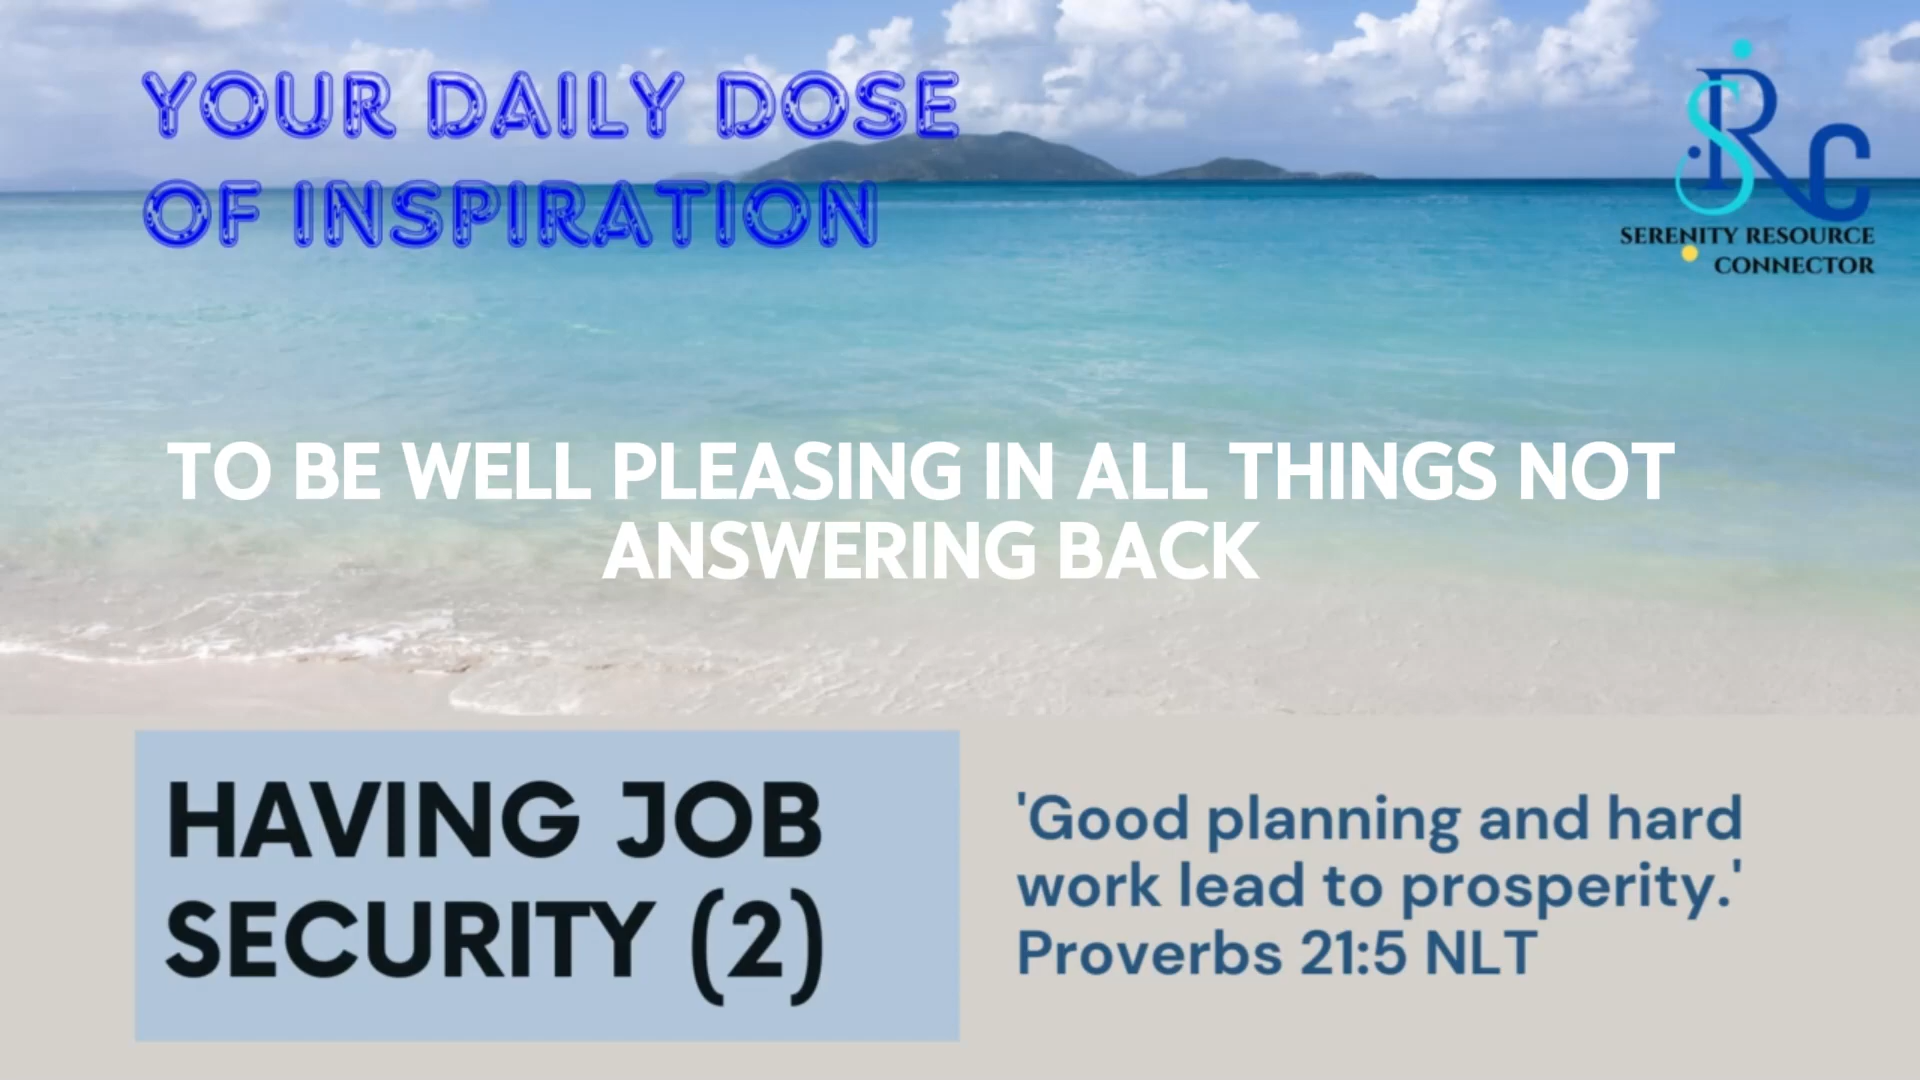 YOUR DAILY DOSE
OF INSPIRATION
SRC
SERENITY RESOURCE
CONNECTOR
TO BE WELL PLEASING IN ALL THINGS NOT
ANSWERING BACK
HAVING JOB
SECURITY (2)
'Good planning and hard
work lead to prosperity.'
Proverbs 21:5 NLT